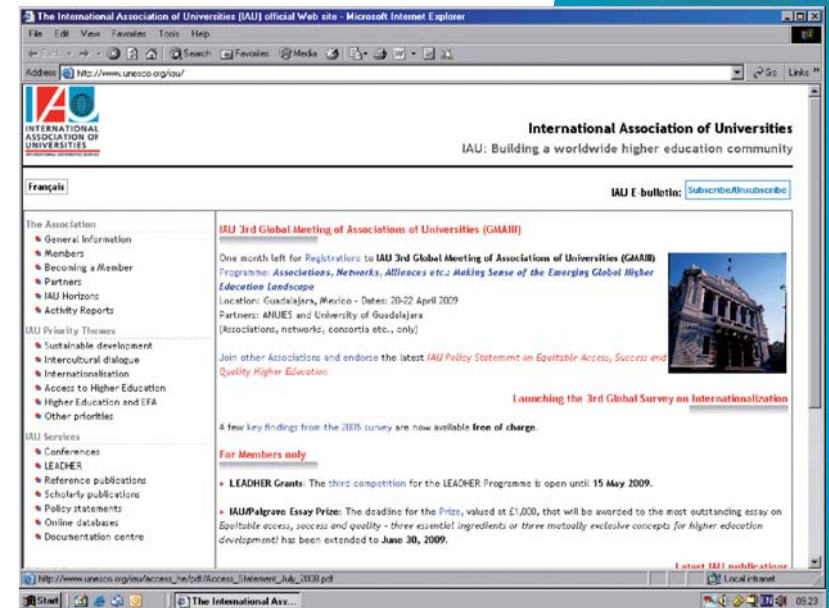 The International Association of Universities [IAU] official Web site - Microsoft Internet Explorer
File Edit View Favorites Tools Help
Search Favorites Media
Address http://www.unesco.org/iau/ Go Links »
IAU
INTERNATIONAL
ASSOCIATION OF
UNIVERSITIES
International Association of Universities
IAU: Building a worldwide higher education community
Français
IAU E-bulletin: Subscribe/Unsubscribe
The Association
General Information
Members
Becoming a Member
Partners
IAU Horizons
Activity Reports
IAU Priority Themes
Sustainable development
Intercultural dialogue
Internationalisation
Access to Higher Education
Higher Education and EFA
Other priorities
IAU Services
Conferences
LEADHER
Reference publications
Scholarly publications
Policy statements
Online databases
Documentation centre
IAU 3rd Global Meeting of Associations of Universities (GMAIII)
One month left for Registrations to IAU 3rd Global Meeting of Associations of Universities (GMAIII)
Programme: Associations, Networks, Alliances etc.: Making Sense of the Emerging Global Higher
Education Landscape
Location: Guadalajara, Mexico - Dates: 20-22 April 2009
Partners: ANUIES and University of Guadalajara
(Associations, networks, consortia etc., only)
Join other Associations and endorse the latest IAU Policy Statement on Equitable Access, Success and
Quality Higher Education
Launching the 3rd Global Survey on Internationalization
A few key findings from the 2005 survey are now available free of charge.
For Members only
LEADHER Grants: The third competition for the LEADHER Programme is open until 15 May 2009.
IAU/Palgrave Essay Prize: The deadline for the Prize, valued at £1,000, that will be awarded to the most outstanding essay on
Equitable access, success and quality - three essential ingredients or three mutually exclusive concepts for higher education
development? has been extended to June 30, 2009.
Latest IAU publications
http://www.unesco.org/iau/access_he/pdf/Access_Statement_July_2008.pdf Local intranet
Start The International Ass... EN 09:23